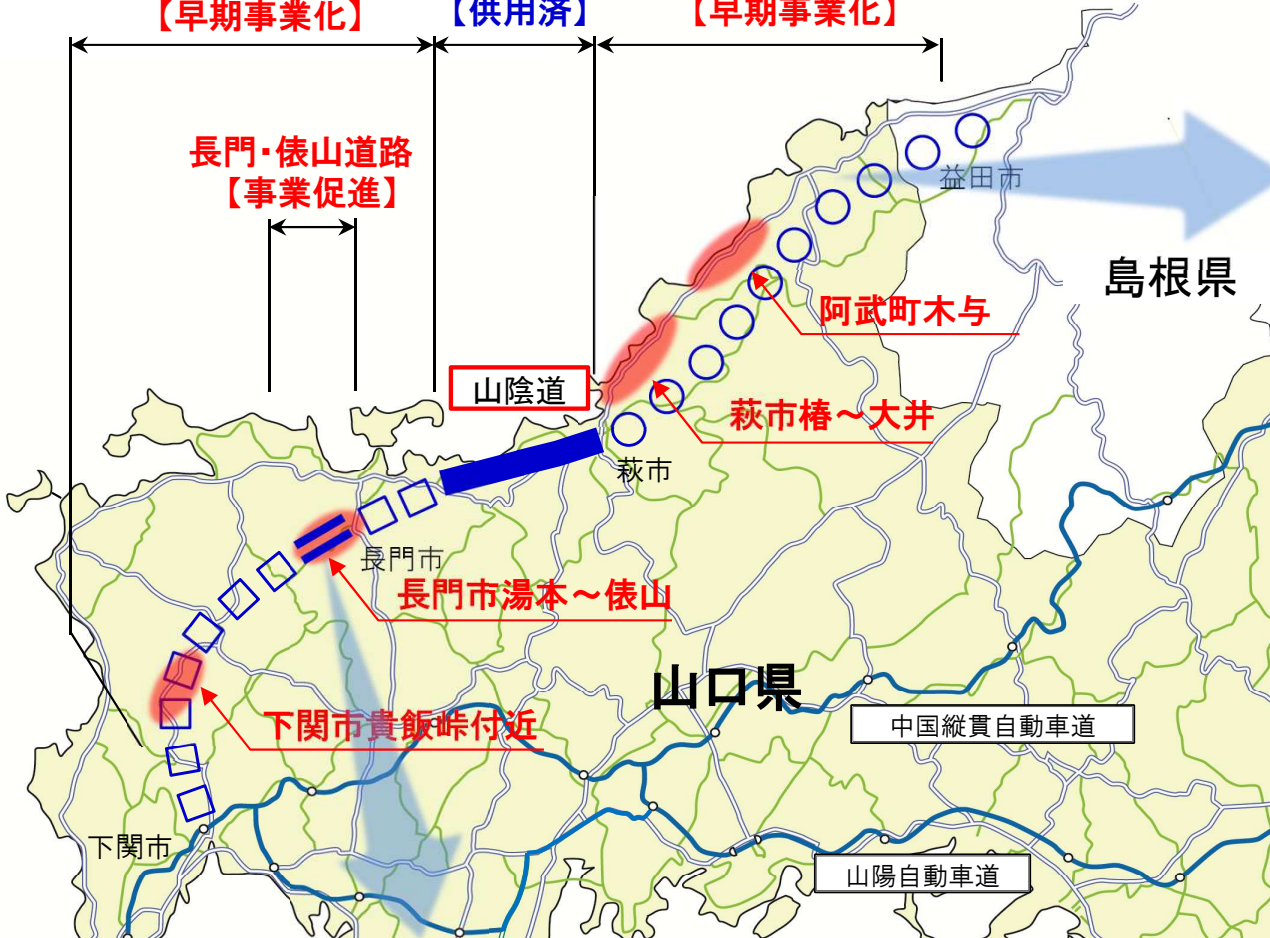 【早期事業化】
【供用済】
【早期事業化】
長門・俵山道路
【事業促進】
益田市
島根県
阿武町木与
山陰道
萩市椿～大井
萩市
長門市
長門市湯本～俵山
山口県
下関市貴飯峠付近
中国縦貫自動車道
下関市
山陽自動車道